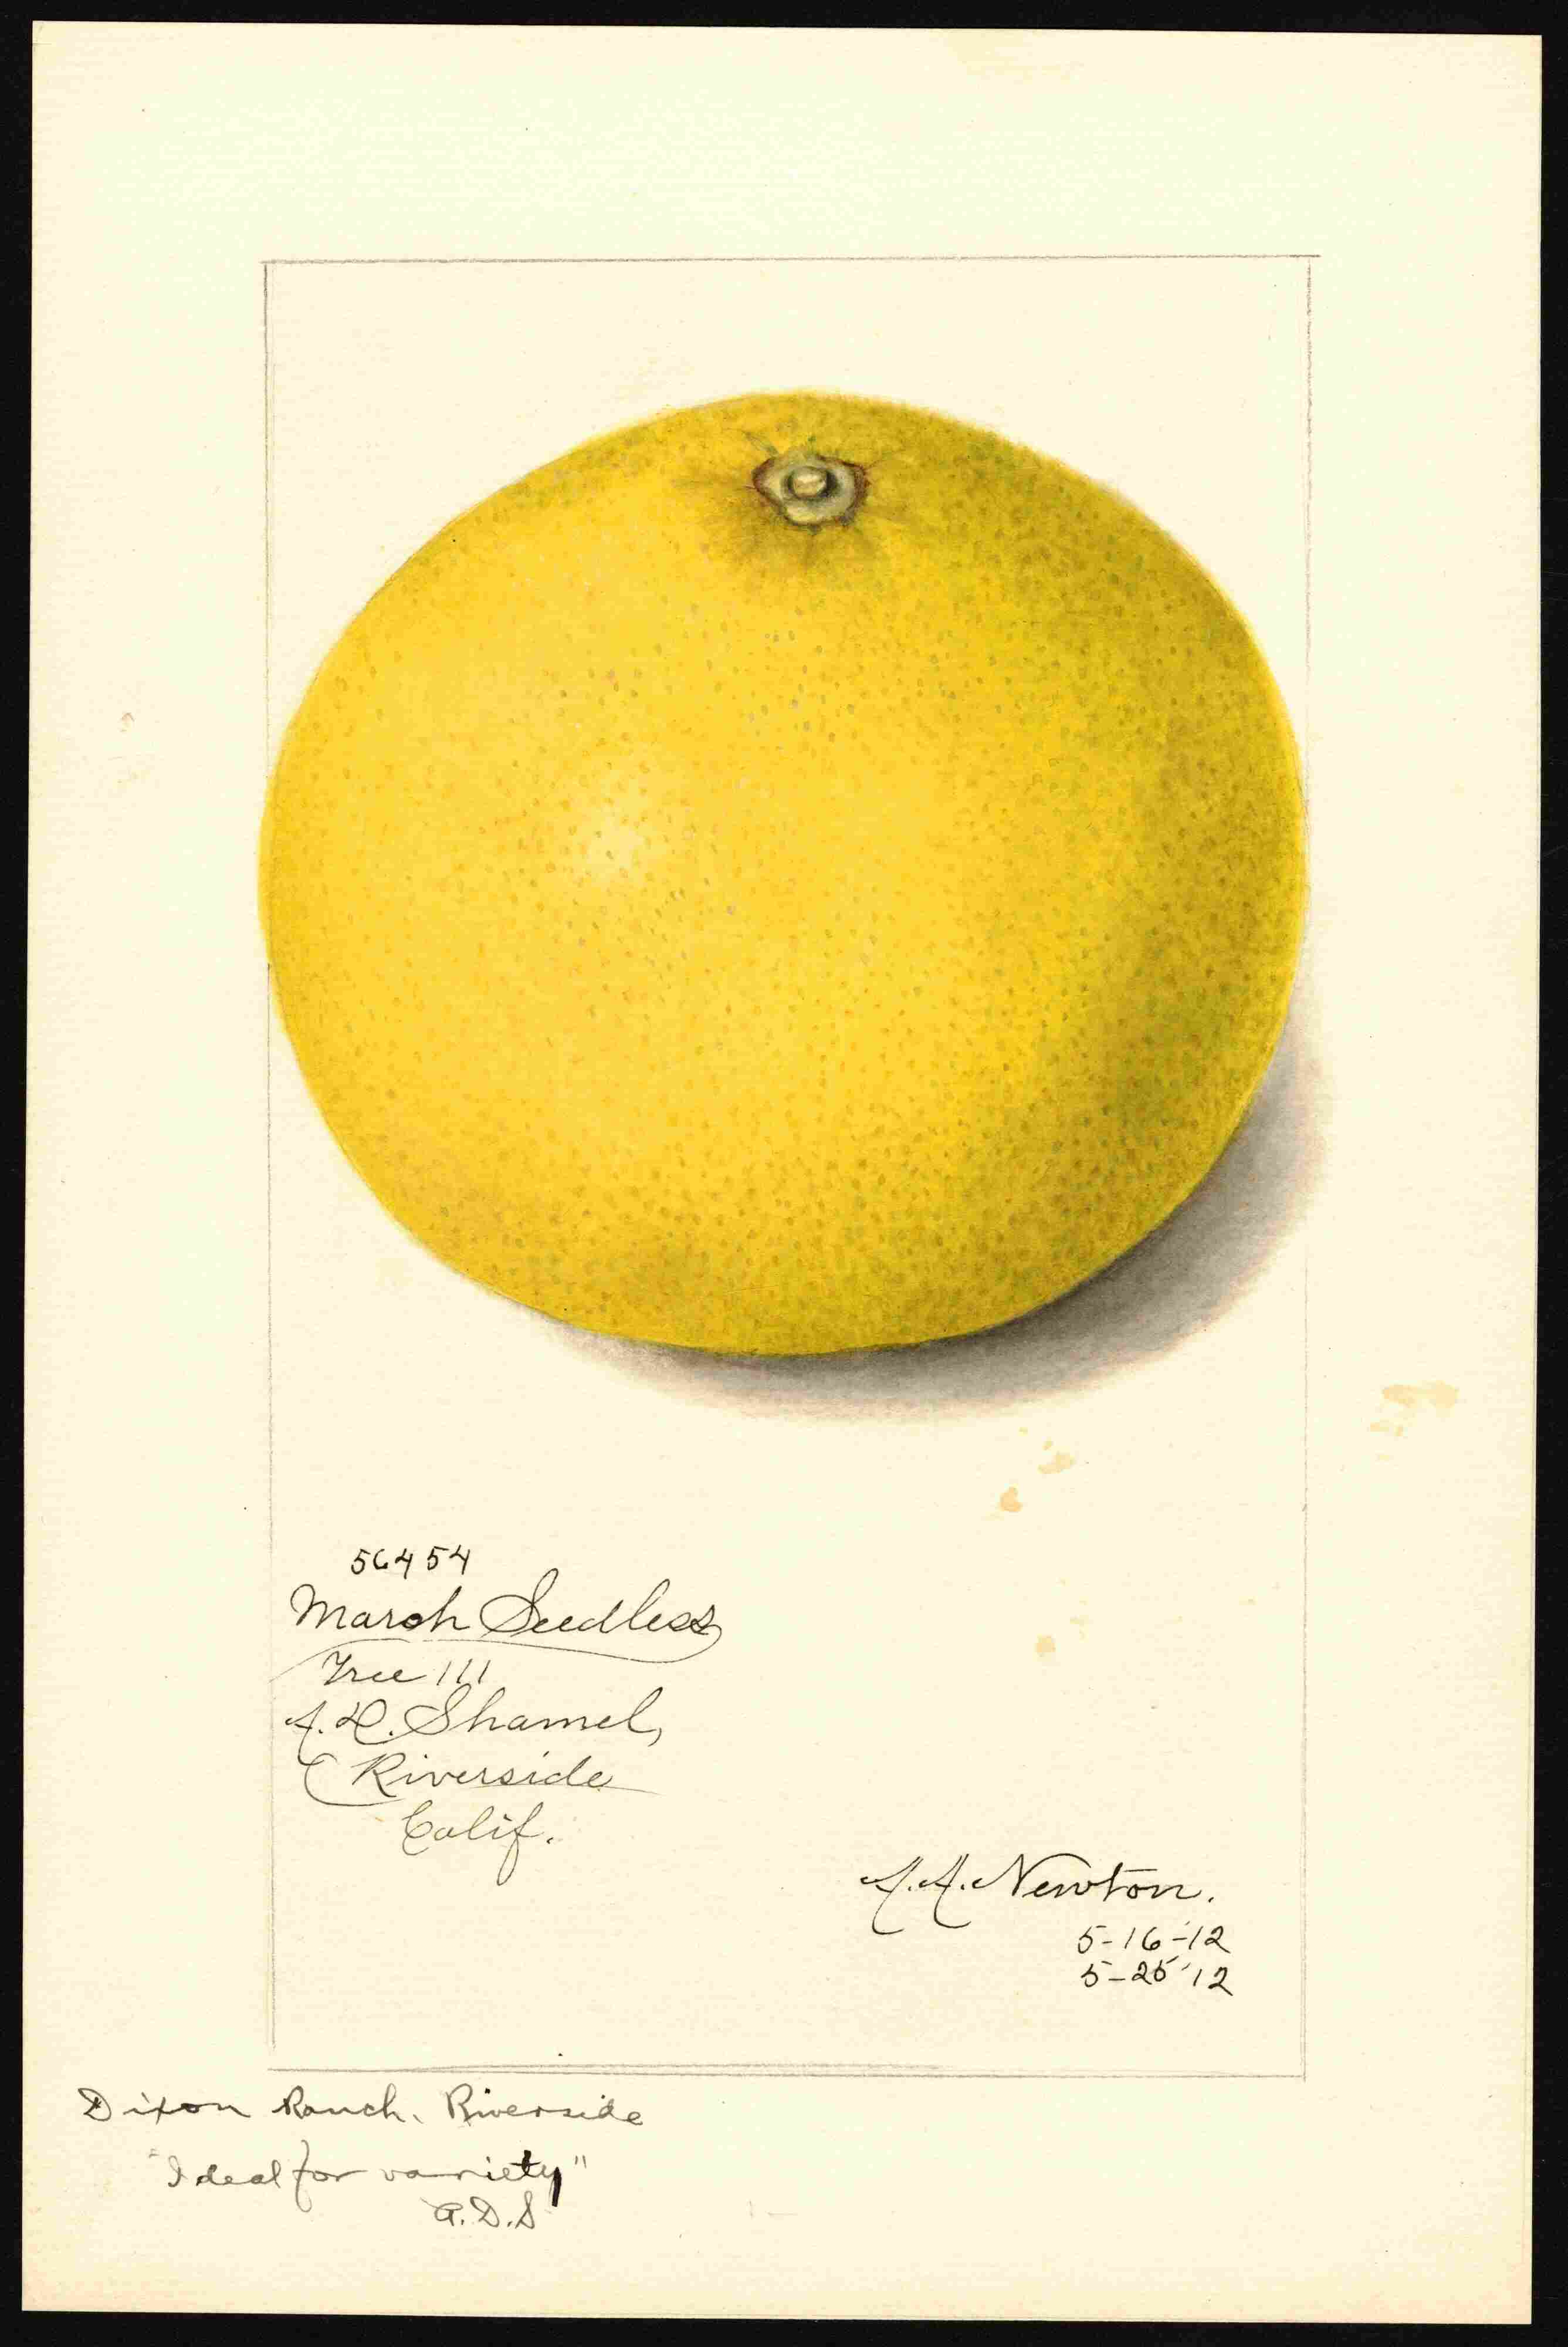 56454
March Seedless
Tree 111
A. D. Shamel,
Riverside
Calif.
A. A. Newton.
5-16-12
5-25 '12
Dixon Ranch, Riverside
"Ideal for variety"
A. D. S